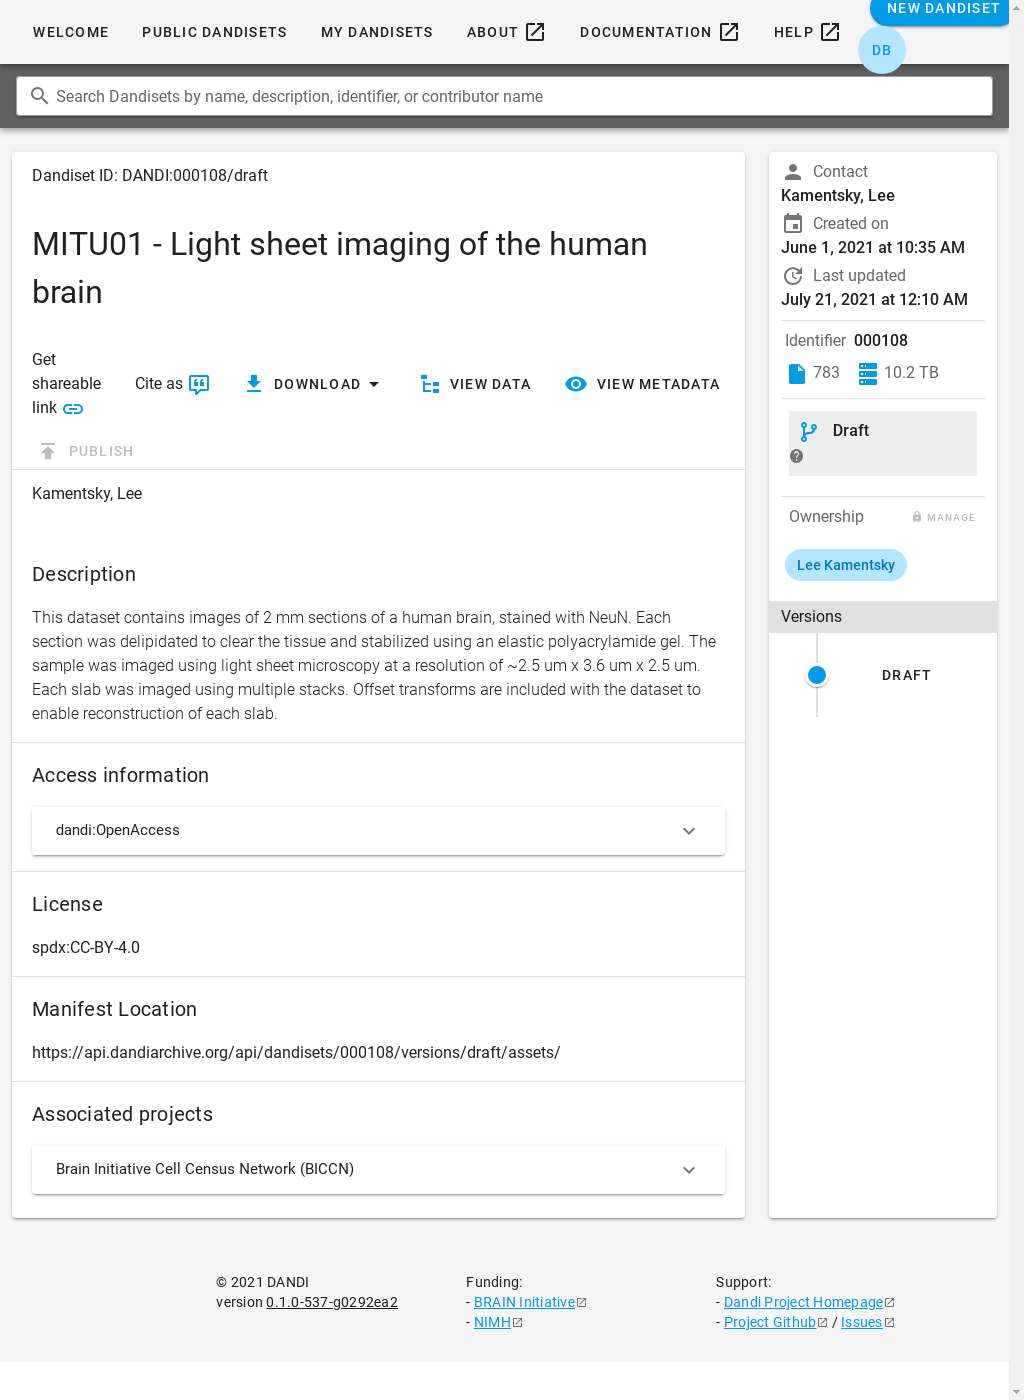 WELCOME
PUBLIC DANDISETS
MY DANDISETS
ABOUT
DOCUMENTATION
HELP
NEW DANDISET
DB
Search Dandisets by name, description, identifier, or contributor name
Dandiset ID: DANDI:000108/draft
MITU01 - Light sheet imaging of the human
brain
Get
shareable
link
Cite as
DOWNLOAD
VIEW DATA
VIEW METADATA
PUBLISH
Kamentsky, Lee
Description
This dataset contains images of 2 mm sections of a human brain, stained with NeuN. Each
section was delipidated to clear the tissue and stabilized using an elastic polyacrylamide gel. The
sample was imaged using light sheet microscopy at a resolution of ~2.5 um x 3.6 um x 2.5 um.
Each slab was imaged using multiple stacks. Offset transforms are included with the dataset to
enable reconstruction of each slab.
Access information
dandi:OpenAccess
License
spdx:CC-BY-4.0
Manifest Location
https://api.dandiarchive.org/api/dandisets/000108/versions/draft/assets/
Associated projects
Brain Initiative Cell Census Network (BICCN)
Contact
Kamentsky, Lee
Created on
June 1, 2021 at 10:35 AM
Last updated
July 21, 2021 at 12:10 AM
Identifier 000108
783
10.2 TB
Draft
Ownership
MANAGE
Lee Kamentsky
Versions
DRAFT
© 2021 DANDI
version 0.1.0-537-g0292ea2
Funding:
- BRAIN Initiative
- NIMH
Support:
- Dandi Project Homepage
- Project Github / Issues